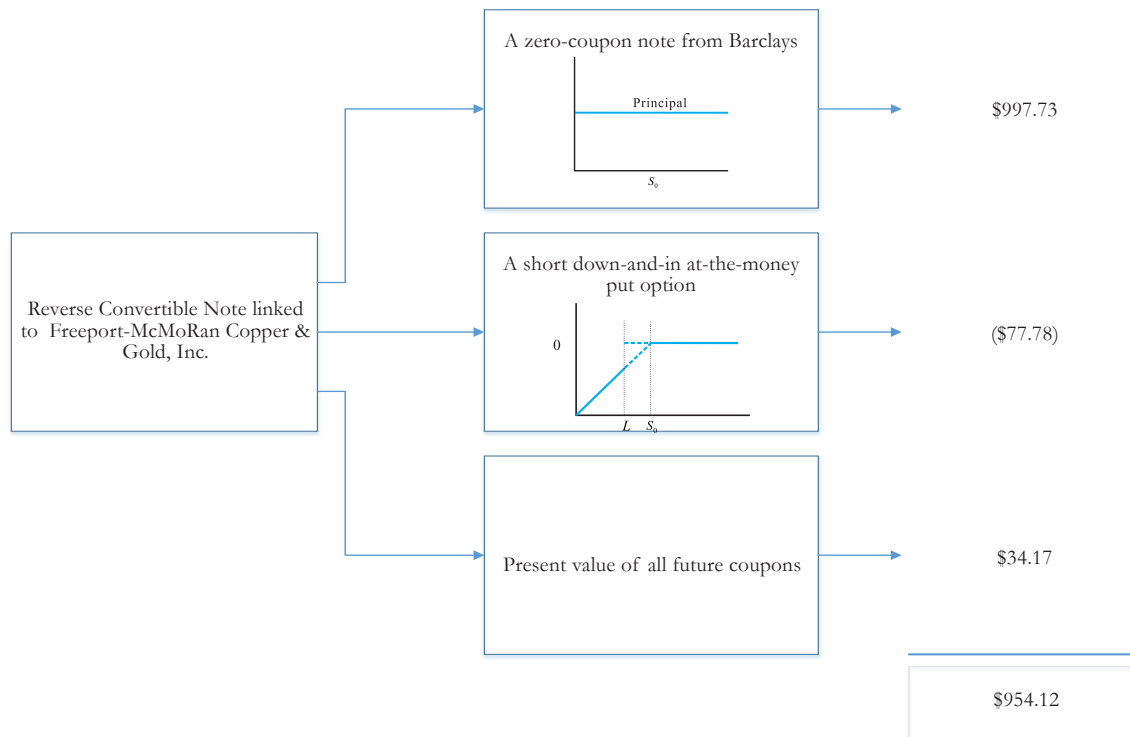 A zero-coupon note from Barclays
Principal
S₀
$997.73
Reverse Convertible Note linked
to Freeport-McMoRan Copper &
Gold, Inc.
A short down-and-in at-the-money
put option
0
L S₀
($77.78)
Present value of all future coupons
$34.17
$954.12